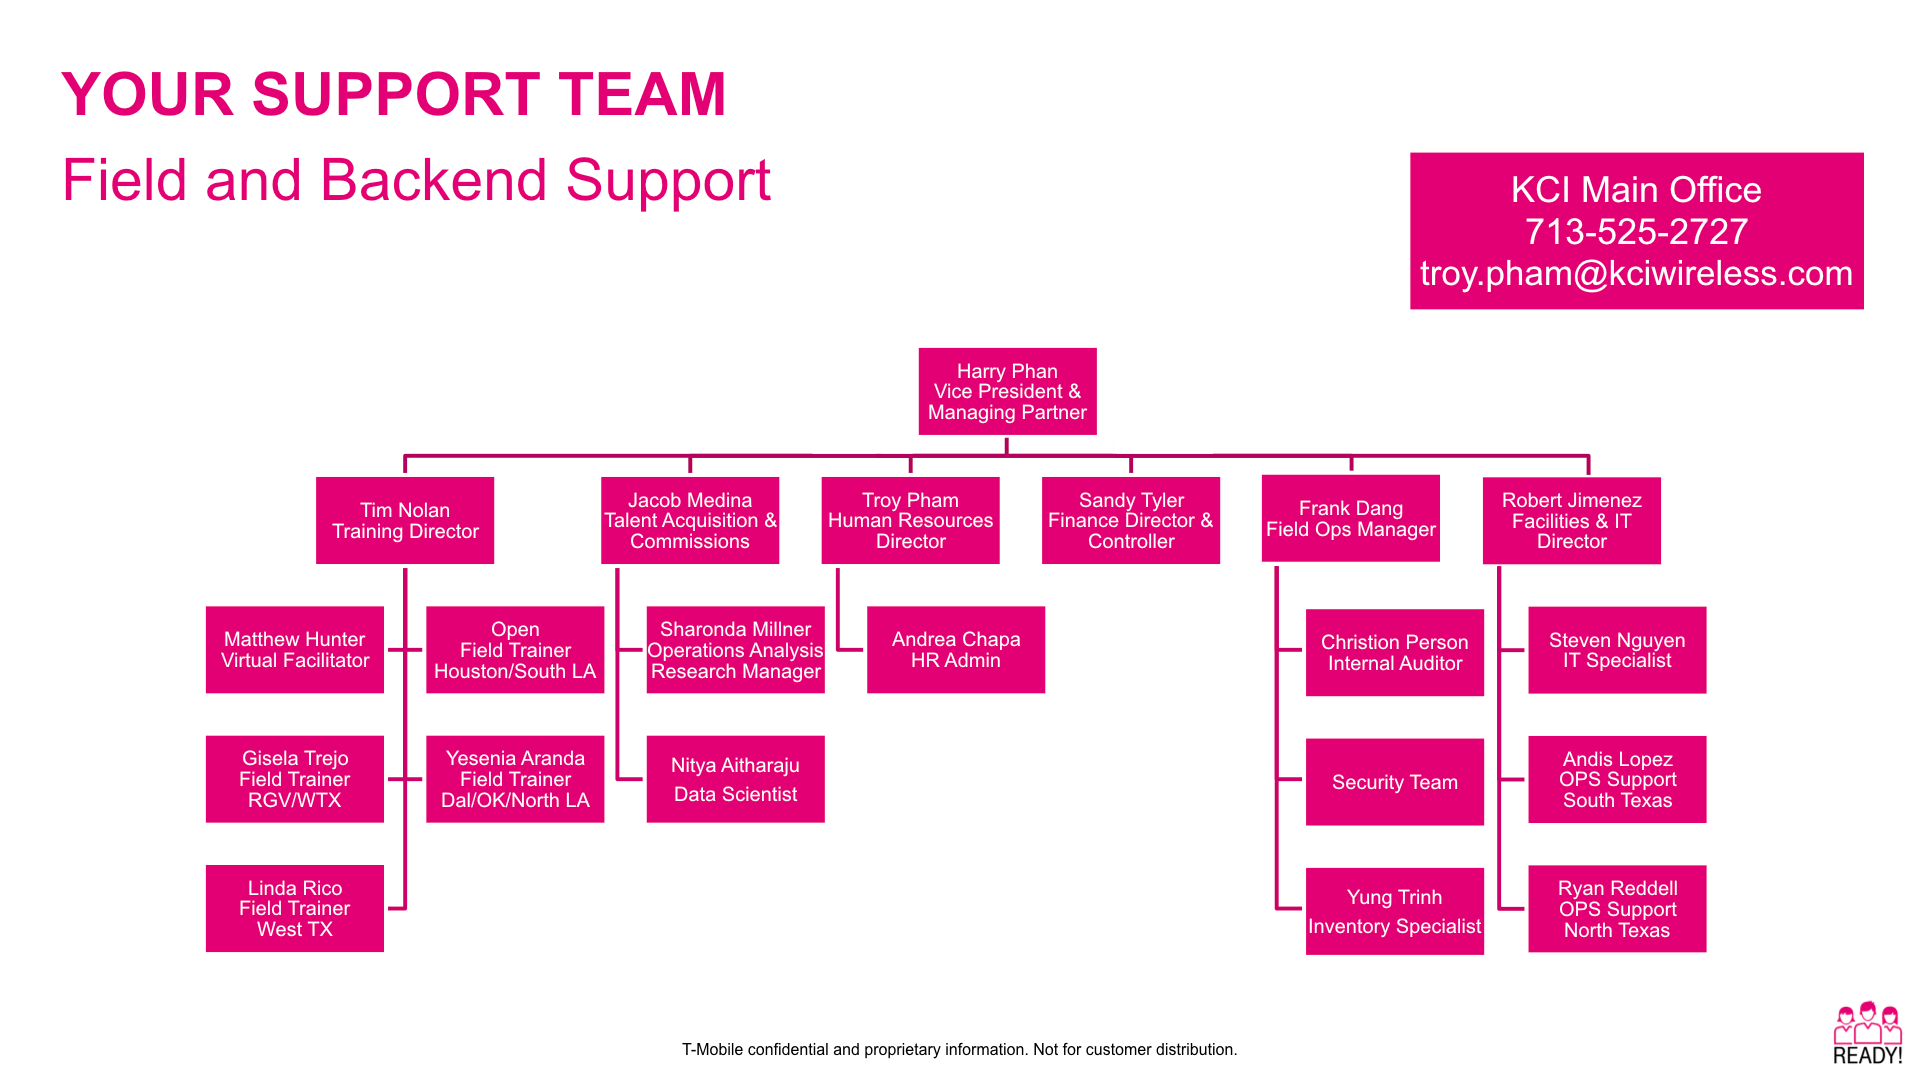 YOUR SUPPORT TEAM
Field and Backend Support
KCI Main Office
713-525-2727
troy.pham@kciwireless.com
Harry Phan
Vice President &
Managing Partner
Tim Nolan
Training Director
Jacob Medina
Talent Acquisition &
Commissions
Troy Pham
Human Resources
Director
Sandy Tyler
Finance Director &
Controller
Frank Dang
Field Ops Manager
Robert Jimenez
Facilities & IT
Director
Matthew Hunter
Virtual Facilitator
Open
Field Trainer
Houston/South LA
Sharonda Millner
Operations Analysis
Research Manager
Andrea Chapa
HR Admin
Christion Person
Internal Auditor
Steven Nguyen
IT Specialist
Gisela Trejo
Field Trainer
RGV/WTX
Yesenia Aranda
Field Trainer
Dal/OK/North LA
Nitya Aitharaju
Data Scientist
Security Team
Andis Lopez
OPS Support
South Texas
Linda Rico
Field Trainer
West TX
Yung Trinh
Inventory Specialist
Ryan Reddell
OPS Support
North Texas
T-Mobile confidential and proprietary information. Not for customer distribution.
READY!